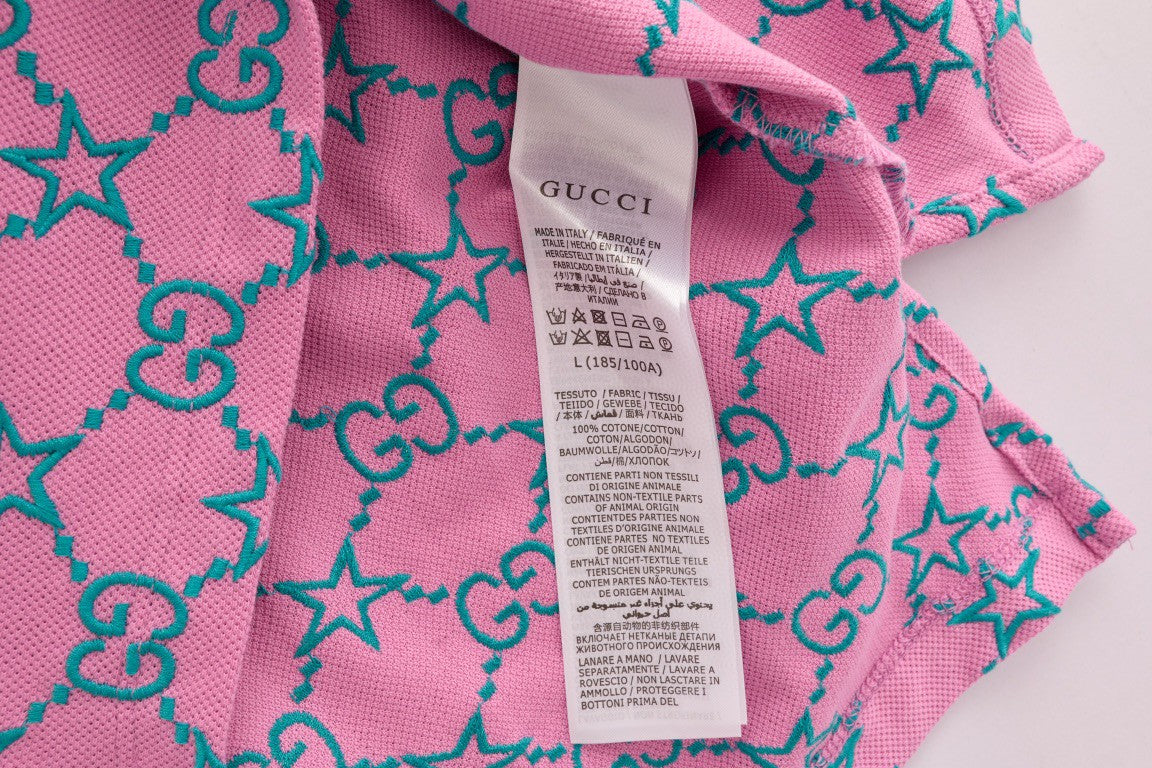 GUCCI
MADE IN ITALY / FABRIQUÉ EN
ITALIE / HECHO EN ITALIA /
HERGESTELLT IN ITALIEN /
FABRICADO EM ITÁLIA /
イタリア製 / صنع في إيطاليا /
产地意大利 / СДЕЛАНО В
ИТАЛИИ
L (185/100A)
TESSUTO / FABRIC / TISSU /
TEJIDO / GEWEBE / TECIDO
/ 本体 / قماش / 面料 / ТКАНЬ
100% COTONE/COTTON/
COTON/ALGODON/
BAUMWOLLE/ALGODÃO/コットン/
قطن/棉/ХЛОПОК
CONTIENE PARTI NON TESSILI
DI ORIGINE ANIMALE
CONTAINS NON-TEXTILE PARTS
OF ANIMAL ORIGIN
CONTIENTDES PARTIES NON
TEXTILES D'ORIGINE ANIMALE
CONTIENE PARTES NO TEXTILES
DE ORIGEN ANIMAL
ENTHÄLT NICHT-TEXTILE TEILE
TIERISCHEN URSPRUNGS
CONTEM PARTES NÃO-TEKTEIS
DE ORIGEM ANIMAL
يحتوي على أجزاء غير منسوجة من
أصل حيواني
含源自动物的非纺织部件
ВКЛЮЧАЕТ НЕТКАНЫЕ ДЕТАЛИ
ЖИВОТНОГО ПРОИСХОЖДЕНИЯ
LANARE A MANO / LAVARE
SEPARATAMENTE / LAVARE A
ROVESCIO / NON LASCTARE IN
AMMOLLO / PROTEGGERE I
BOTTONI PRIMA DEL